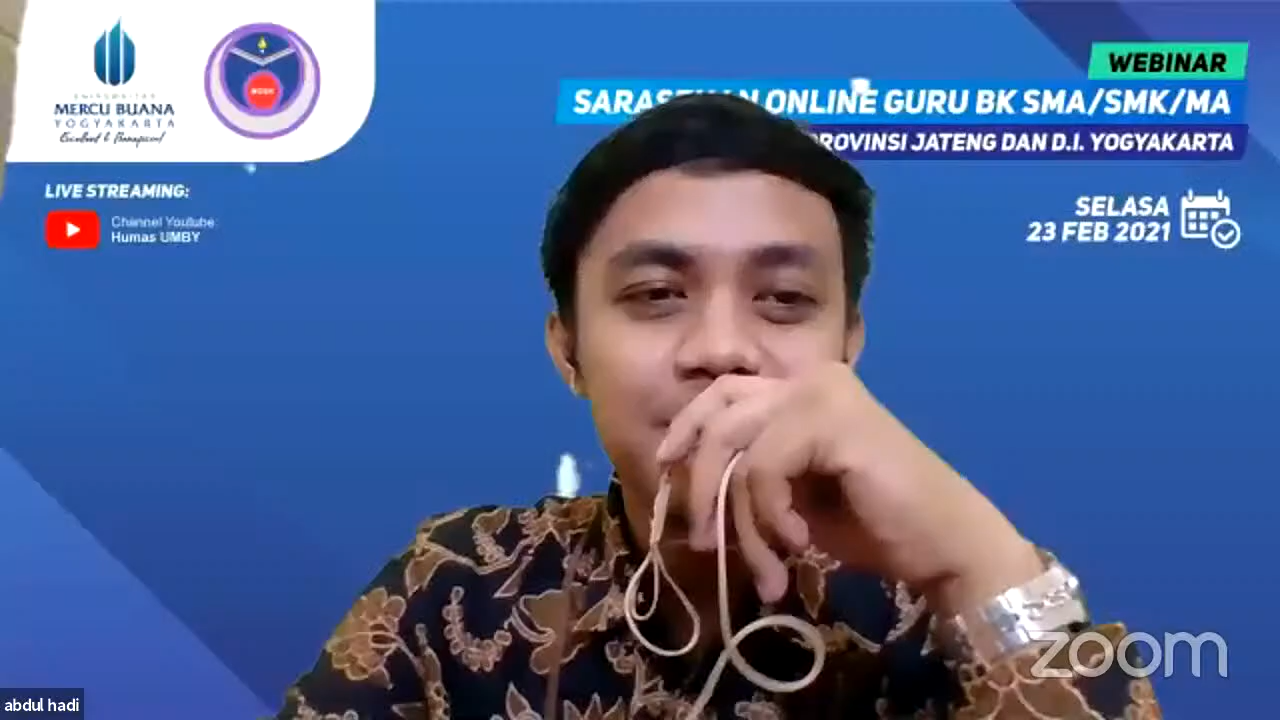 UNIVERSITAS
MERCU BUANA
YOGYAKARTA
WEBINAR
ONLINE GURU BK SMA/SMK/MA
PROVINSI JATENG DAN D.I. YOGYAKARTA
LIVE STREAMING:
Channel Youtube:
Humas UMBY
SELASA
23 FEB 2021
zoom
abdul hadi